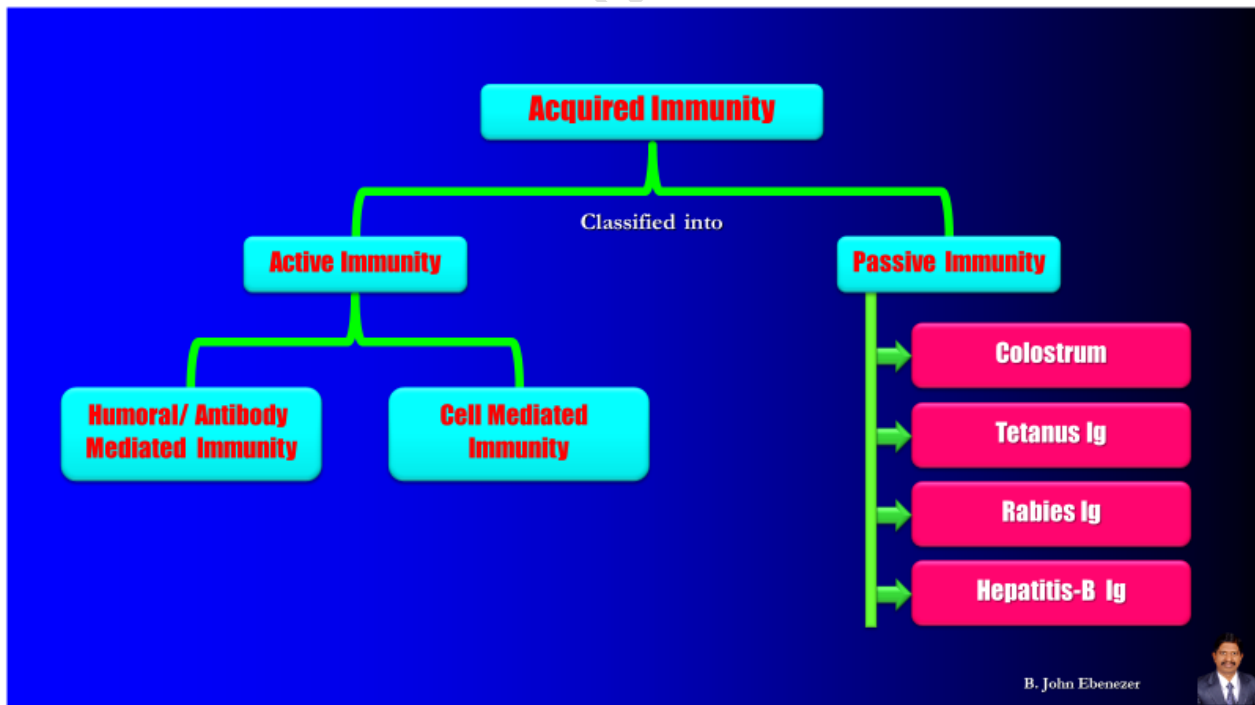 Acquired Immunity
Classified into
Active Immunity
Passive Immunity
Humoral/ Antibody
Mediated Immunity
Cell Mediated
Immunity
Colostrum
Tetanus Ig
Rabies Ig
Hepatitis-B Ig
B. John Ebenezer